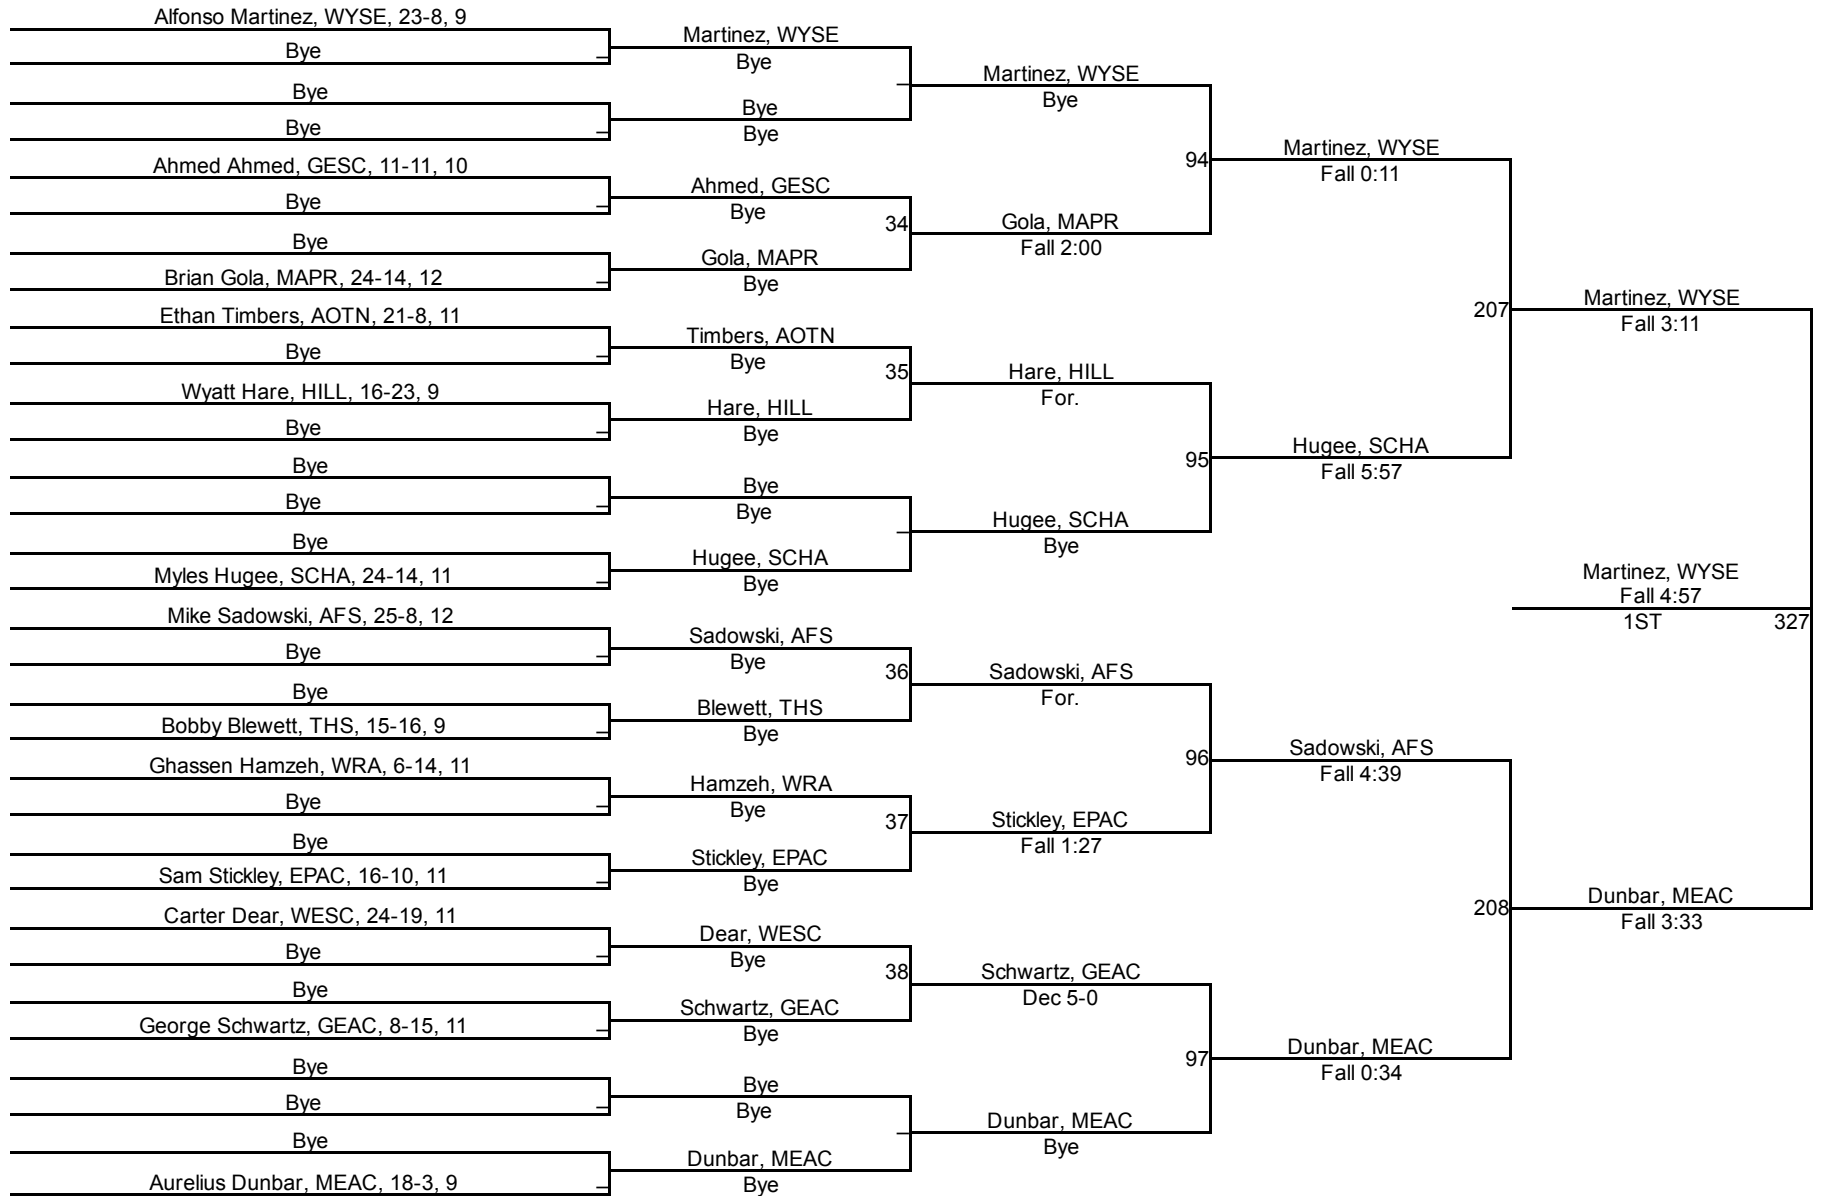 Alfonso Martinez, WYSE, 23-8, 9
Bye
Bye
Bye
Ahmed Ahmed, GESC, 11-11, 10
Bye
Bye
Brian Gola, MAPR, 24-14, 12
Ethan Timbers, AOTN, 21-8, 11
Bye
Wyatt Hare, HILL, 16-23, 9
Bye
Bye
Bye
Bye
Myles Hugee, SCHA, 24-14, 11
Mike Sadowski, AFS, 25-8, 12
Bye
Bye
Bobby Blewett, THS, 15-16, 9
Ghassen Hamzeh, WRA, 6-14, 11
Bye
Bye
Sam Stickley, EPAC, 16-10, 11
Carter Dear, WESC, 24-19, 11
Bye
Bye
George Schwartz, GEAC, 8-15, 11
Bye
Bye
Bye
Aurelius Dunbar, MEAC, 18-3, 9
Martinez, WYSE
Bye
Bye
Bye
Ahmed, GESC
Bye
34
Gola, MAPR
Bye
Timbers, AOTN
Bye
35
Hare, HILL
Bye
Bye
Bye
Hugee, SCHA
Bye
Sadowski, AFS
Bye
36
Blewett, THS
Bye
Hamzeh, WRA
Bye
37
Stickley, EPAC
Bye
Dear, WESC
Bye
38
Schwartz, GEAC
Bye
Bye
Bye
Dunbar, MEAC
Bye
Martinez, WYSE
Bye
94
Gola, MAPR
Fall 2:00
Hare, HILL
For.
95
Hugee, SCHA
Bye
Sadowski, AFS
For.
96
Stickley, EPAC
Fall 1:27
Schwartz, GEAC
Dec 5-0
97
Dunbar, MEAC
Bye
Martinez, WYSE
Fall 0:11
207
Hugee, SCHA
Fall 5:57
Sadowski, AFS
Fall 4:39
208
Dunbar, MEAC
Fall 0:34
Martinez, WYSE
Fall 3:11
Martinez, WYSE
Fall 4:57
1ST 327
Dunbar, MEAC
Fall 3:33